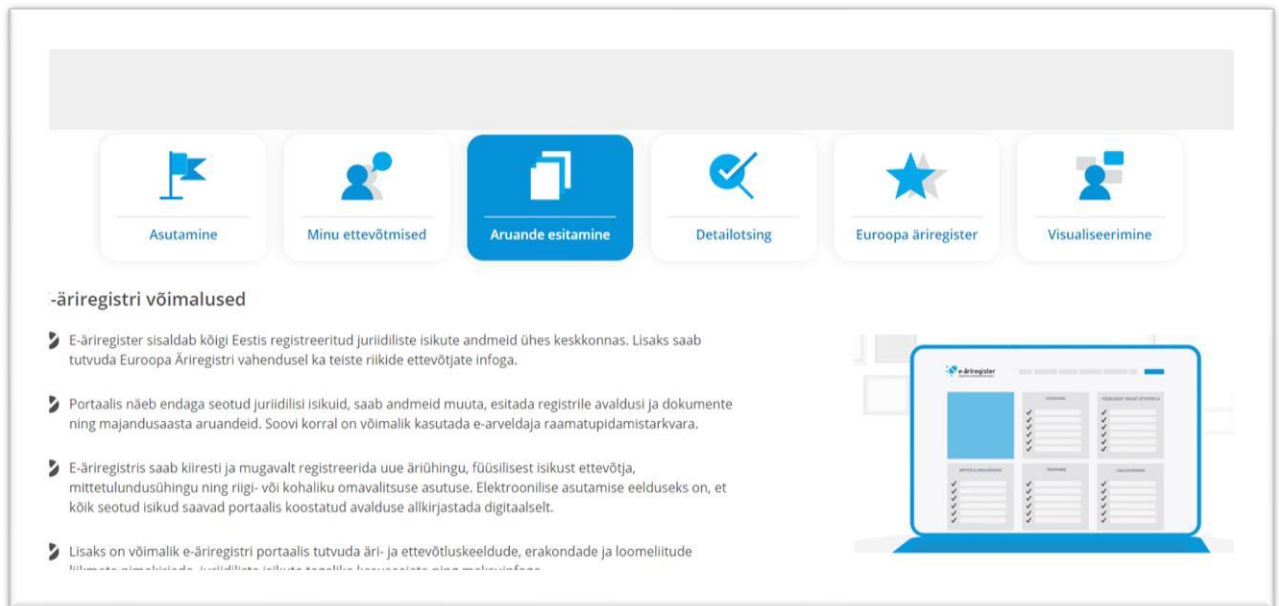 Asutamine
Minu ettevõtmised
Aruande esitamine
Detailotsing
Euroopa äriregister
Visualiseerimine
-äriregistri võimalused
E-äriregister sisaldab kõigi Eestis registreeritud juriidiliste isikute andmeid ühes keskkonnas. Lisaks saab
tutvuda Euroopa Äriregistri vahendusel ka teiste riikide ettevõtjate infoga.
Portaalis näeb endaga seotud juriidilisi isikuid, saab andmeid muuta, esitada registrile avaldusi ja dokumente
ning majandusaasta aruandeid. Soovi korral on võimalik kasutada e-arveldaja raamatupidamistarkvara.
E-äriregistris saab kiiresti ja mugavalt registreerida uue äriühingu, füüsilisest isikust ettevõtja,
mittetulundusühingu ning riigi- või kohaliku omavalitsuse asutuse. Elektroonilise asutamise eelduseks on, et
kõik seotud isikud saavad portaalis koostatud avalduse allkirjastada digitaalselt.
Lisaks on võimalik e-äriregistri portaalis tutvuda äri- ja ettevõtluskeeldude, erakondade ja loomeliitude
e-äriregister